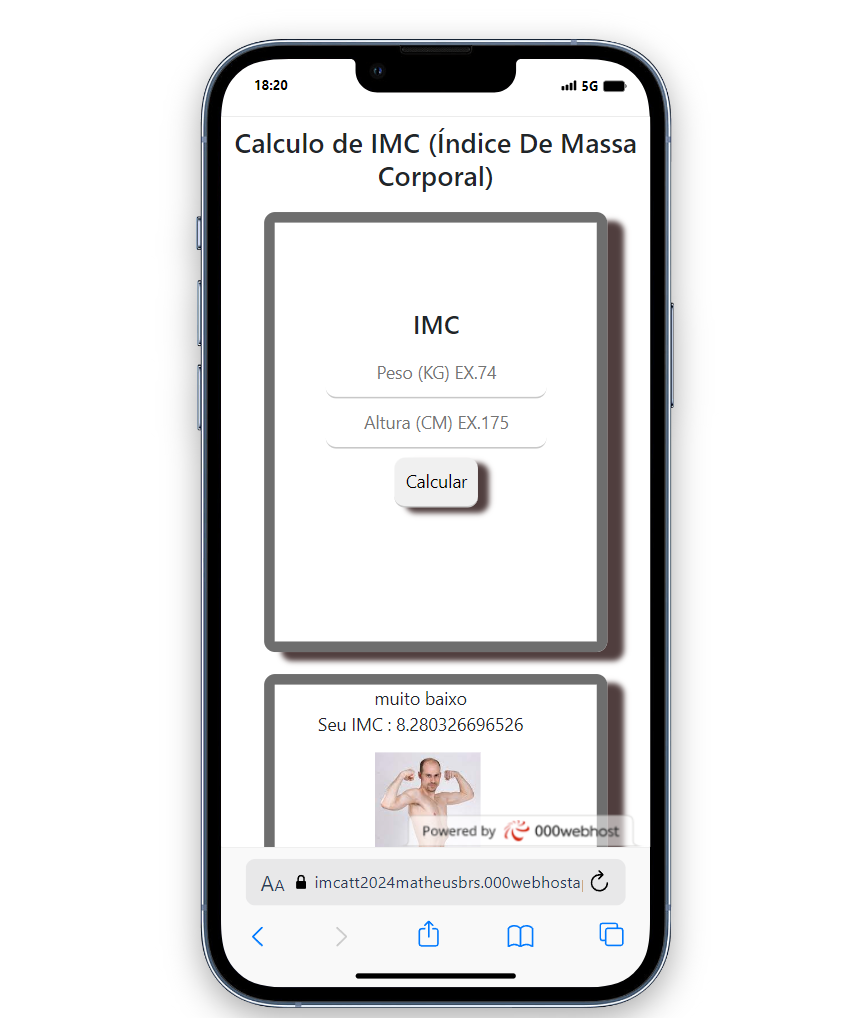 18:20 5G
Calculo de IMC (Índice De Massa
Corporal)
IMC
Peso (KG) EX.74
Altura (CM) EX.175
Calcular
muito baixo
Seu IMC : 8.280326696526
Powered by 000webhost
AA imcatt2024matheusbrs.000webhosta